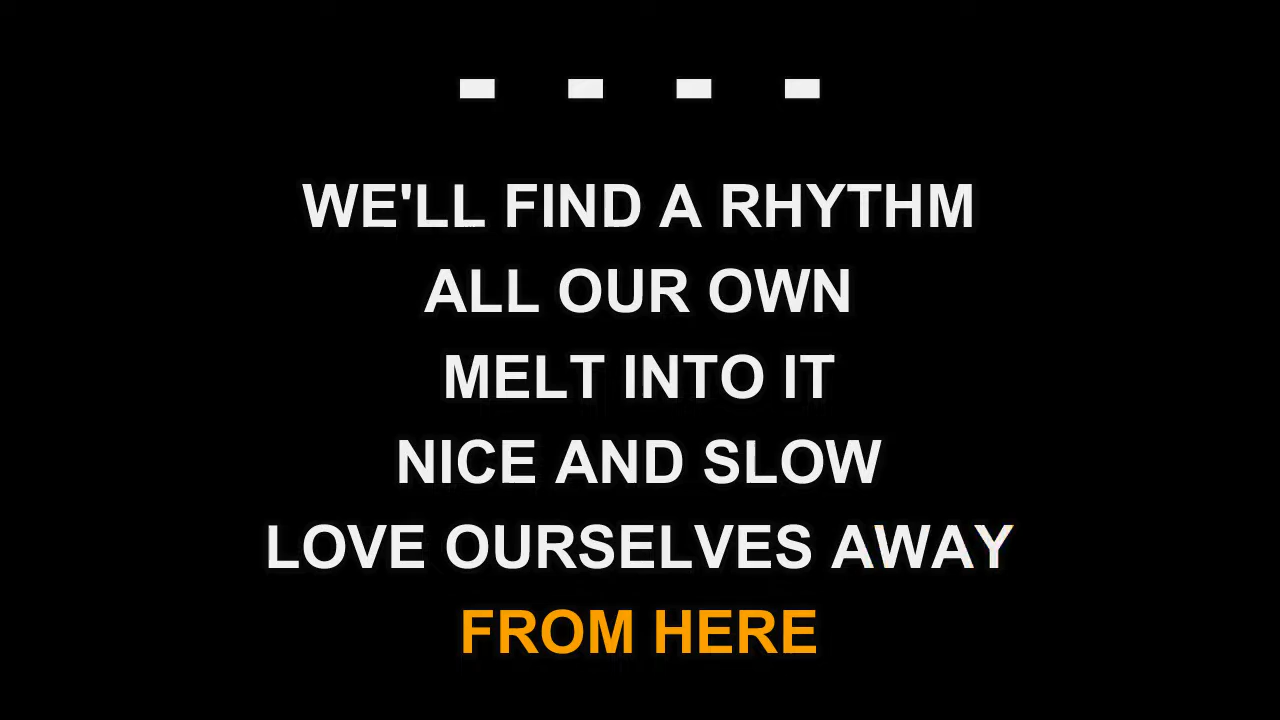 - - - -
WE'LL FIND A RHYTHM
ALL OUR OWN
MELT INTO IT
NICE AND SLOW
LOVE OURSELVES AWAY
FROM HERE